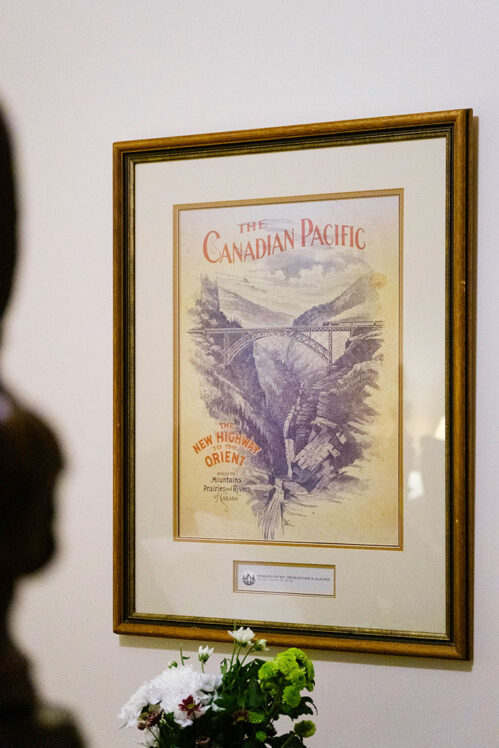 THE
CANADIAN PACIFIC
THE
NEW HIGHWAY
TO THE
ORIENT
ACROSS THE
Mountains
Prairies and Rivers
OF CANADA